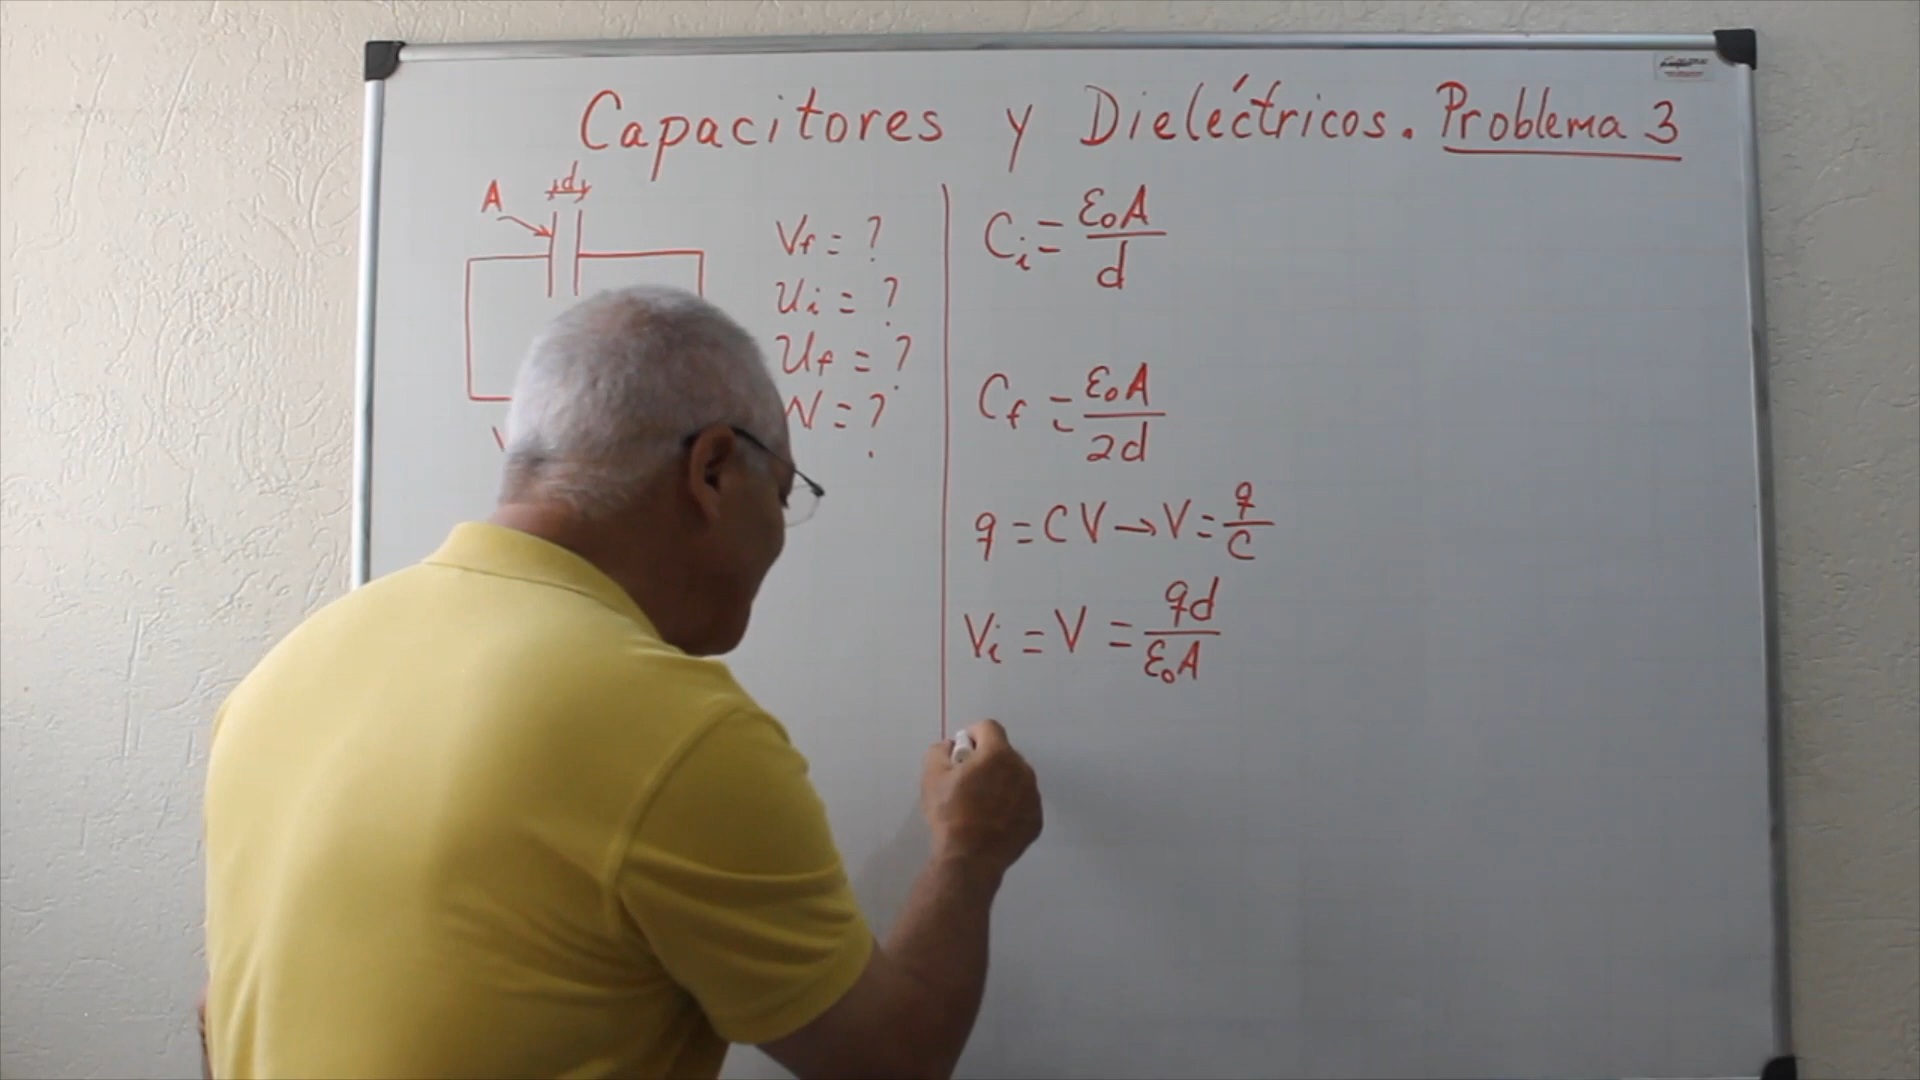 Capacitores y Dieléctricos. Problema 3
A
d
V
Vf = ?
Ui = ?
Uf = ?
W = ?
Ci = ε₀A / d
Cf = ε₀A / 2d
q = CV → V = q / C
Vi = V = qd / ε₀A